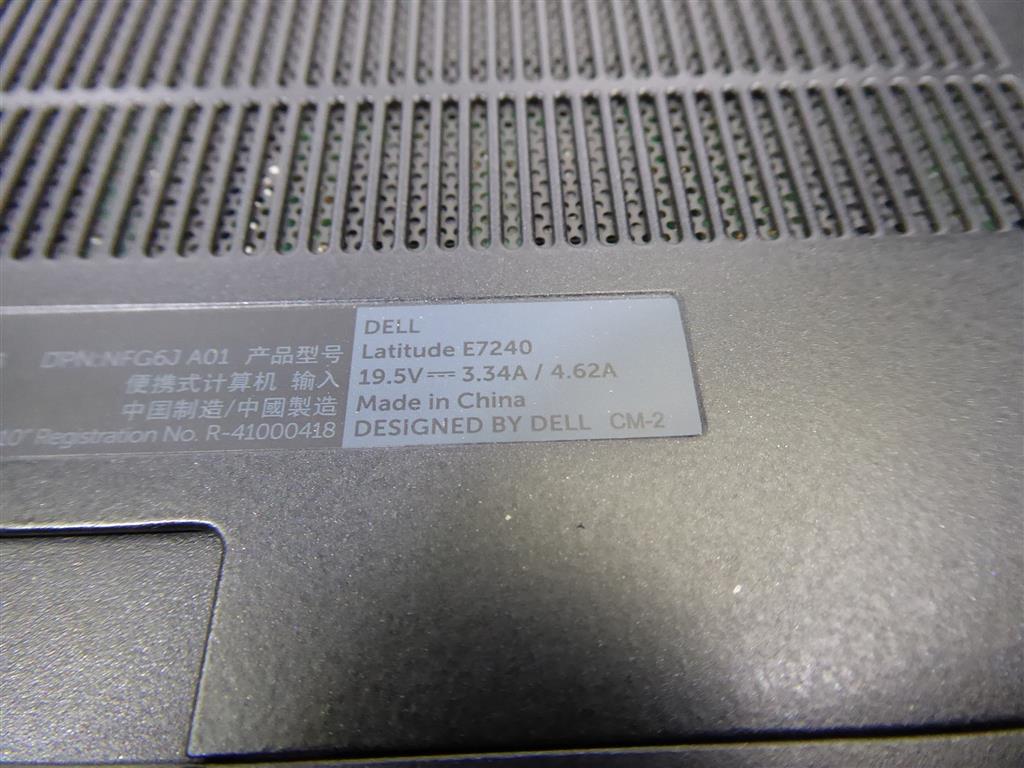 DPN:NFG6J A01 产品型号
便携式计算机 输入
中国制造/中國製造
10" Registration No. R-41000418
DELL
Latitude E7240
19.5V⎓ 3.34A / 4.62A
Made in China
DESIGNED BY DELL CM-2